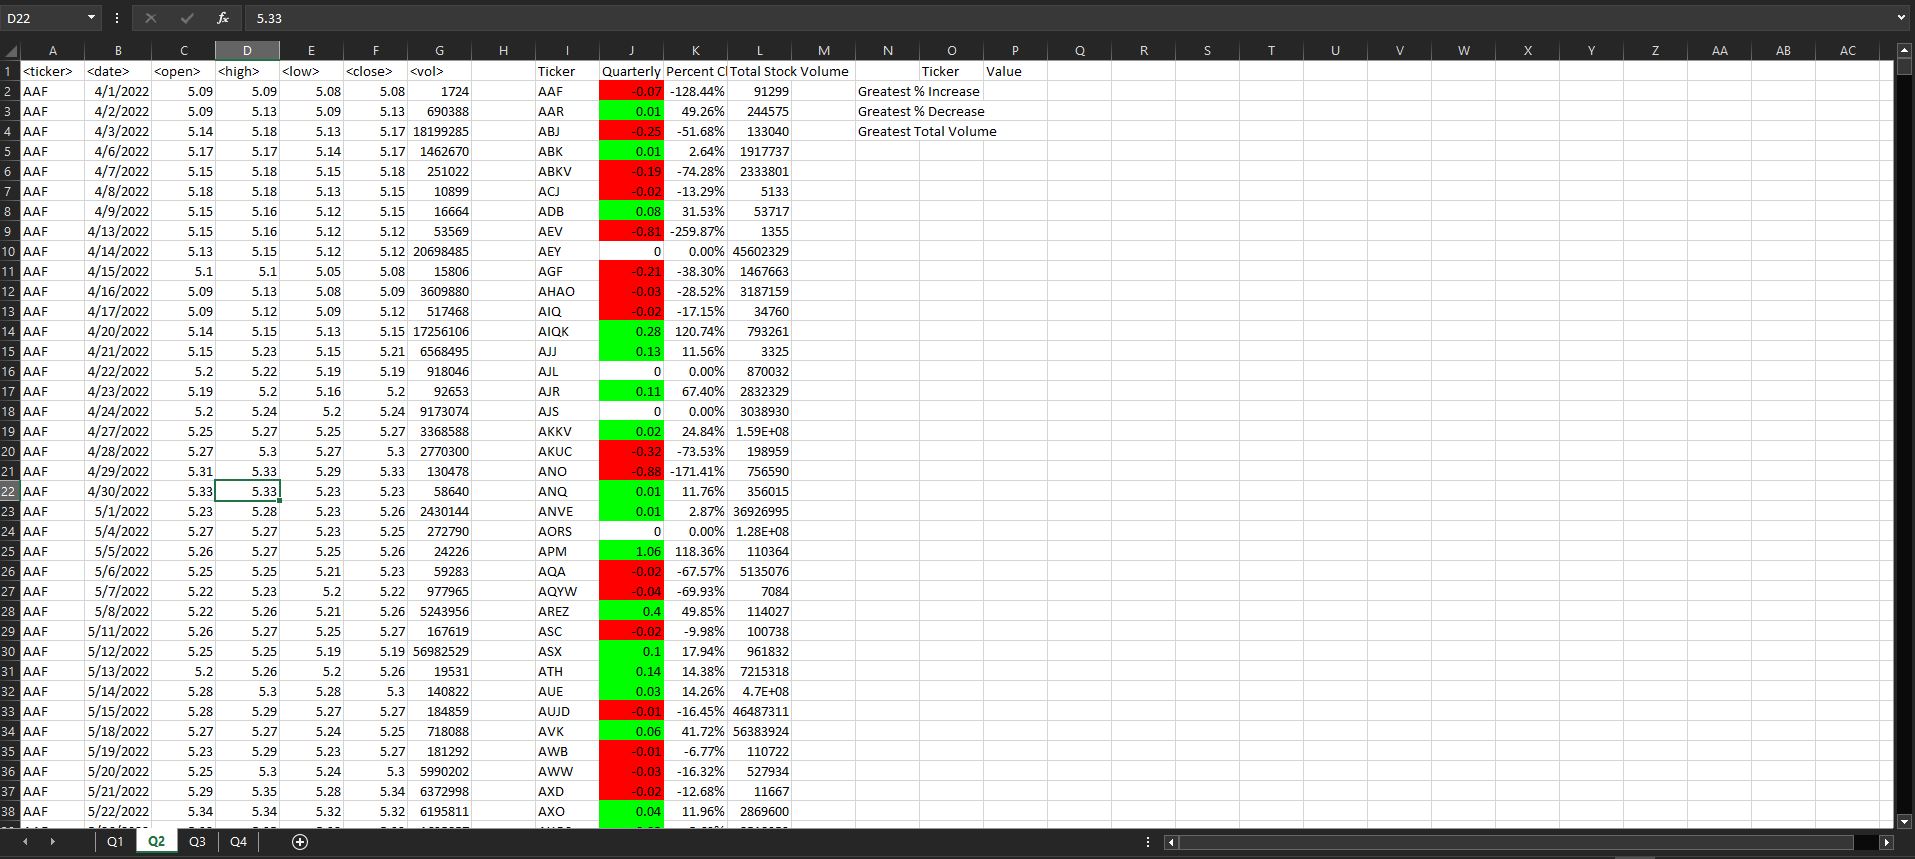 D22 fx 5.33
A B C D E F G H I J K L M N O P Q R S T U V W X Y Z AA AB AC
1 <ticker> <date> <open> <high> <low> <close> <vol> Ticker Quarterly Percent Cl Total Stock Volume Ticker Value
2 AAF 4/1/2022 5.09 5.09 5.08 5.08 1724 AAF -0.07 -128.44% 91299 Greatest % Increase
3 AAF 4/2/2022 5.09 5.13 5.09 5.13 690388 AAR 0.01 49.26% 244575 Greatest % Decrease
4 AAF 4/3/2022 5.14 5.18 5.13 5.17 18199285 ABJ -0.25 -51.68% 133040 Greatest Total Volume
5 AAF 4/6/2022 5.17 5.17 5.14 5.17 1462670 ABK 0.01 2.64% 1917737
6 AAF 4/7/2022 5.15 5.18 5.15 5.18 251022 ABKV -0.19 -74.28% 2333801
7 AAF 4/8/2022 5.18 5.18 5.13 5.15 10899 ACJ -0.02 -13.29% 5133
8 AAF 4/9/2022 5.15 5.16 5.12 5.15 16664 ADB 0.08 31.53% 53717
9 AAF 4/13/2022 5.15 5.16 5.12 5.12 53569 AEV -0.81 -259.87% 1355
10 AAF 4/14/2022 5.13 5.15 5.12 5.12 20698485 AEY 0 0.00% 45602329
11 AAF 4/15/2022 5.1 5.1 5.05 5.08 15806 AGF -0.21 -38.30% 1467663
12 AAF 4/16/2022 5.09 5.13 5.08 5.09 3609880 AHAO -0.03 -28.52% 3187159
13 AAF 4/17/2022 5.09 5.12 5.09 5.12 517468 AIQ -0.02 -17.15% 34760
14 AAF 4/20/2022 5.14 5.15 5.13 5.15 17256106 AIQK 0.28 120.74% 793261
15 AAF 4/21/2022 5.15 5.23 5.15 5.21 6568495 AJJ 0.13 11.56% 3325
16 AAF 4/22/2022 5.2 5.22 5.19 5.19 918046 AJL 0 0.00% 870032
17 AAF 4/23/2022 5.19 5.2 5.16 5.2 92653 AJR 0.11 67.40% 2832329
18 AAF 4/24/2022 5.2 5.24 5.2 5.24 9173074 AJS 0 0.00% 3038930
19 AAF 4/27/2022 5.25 5.27 5.25 5.27 3368588 AKKV 0.02 24.84% 1.59E+08
20 AAF 4/28/2022 5.27 5.3 5.27 5.3 2770300 AKUC -0.32 -73.53% 198959
21 AAF 4/29/2022 5.31 5.33 5.29 5.33 130478 ANO -0.88 -171.41% 756590
22 AAF 4/30/2022 5.33 5.33 5.23 5.23 58640 ANQ 0.01 11.76% 356015
23 AAF 5/1/2022 5.23 5.28 5.23 5.26 2430144 ANVE 0.01 2.87% 36926995
24 AAF 5/4/2022 5.27 5.27 5.23 5.25 272790 AORS 0 0.00% 1.28E+08
25 AAF 5/5/2022 5.26 5.27 5.25 5.26 24226 APM 1.06 118.36% 110364
26 AAF 5/6/2022 5.25 5.25 5.21 5.23 59283 AQA -0.02 -67.57% 5135076
27 AAF 5/7/2022 5.22 5.23 5.2 5.22 977965 AQYW -0.04 -69.93% 7084
28 AAF 5/8/2022 5.22 5.26 5.21 5.26 5243956 AREZ 0.4 49.85% 114027
29 AAF 5/11/2022 5.26 5.27 5.25 5.27 167619 ASC -0.02 -9.98% 100738
30 AAF 5/12/2022 5.25 5.25 5.19 5.19 56982529 ASX 0.1 17.94% 961832
31 AAF 5/13/2022 5.2 5.26 5.2 5.26 19531 ATH 0.14 14.38% 7215318
32 AAF 5/14/2022 5.28 5.3 5.28 5.3 140822 AUE 0.03 14.26% 4.7E+08
33 AAF 5/15/2022 5.28 5.29 5.27 5.27 184859 AUJD -0.01 -16.45% 46487311
34 AAF 5/18/2022 5.27 5.27 5.24 5.25 718088 AVK 0.06 41.72% 56383924
35 AAF 5/19/2022 5.23 5.29 5.23 5.27 181292 AWB -0.01 -6.77% 110722
36 AAF 5/20/2022 5.25 5.3 5.24 5.3 5990202 AWW -0.03 -16.32% 527934
37 AAF 5/21/2022 5.29 5.35 5.28 5.34 6372998 AXD -0.02 -12.68% 11667
38 AAF 5/22/2022 5.34 5.34 5.32 5.32 6195811 AXO 0.04 11.96% 2869600
Q1 Q2 Q3 Q4